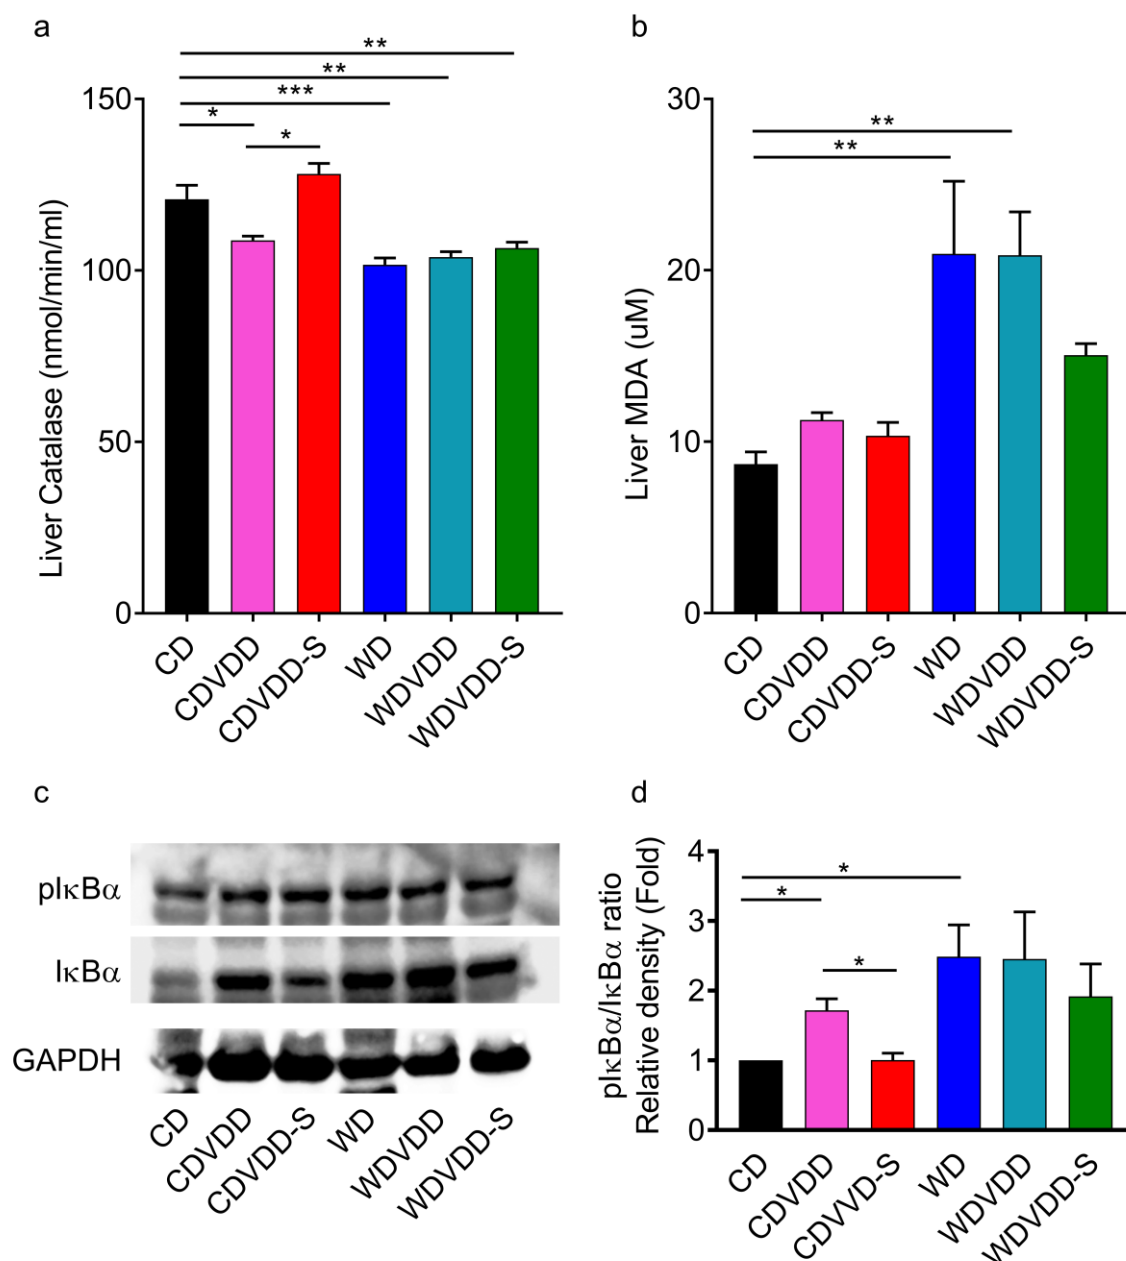 a
**
**
***
*
*
150
100
50
0
Liver Catalase (nmol/min/ml)
CD
CDVDD
CDVDD-S
WD
WDVDD
WDVDD-S
b
**
**
30
20
10
0
Liver MDA (uM)
CD
CDVDD
CDVDD-S
WD
WDVDD
WDVDD-S
c
pIκBα
IκBα
GAPDH
CD
CDVDD
CDVDD-S
WD
WDVDD
WDVDD-S
d
*
*
*
4
3
2
1
0
pIκBα/IκBα ratio
Relative density (Fold)
CD
CDVDD
CDVVD-S
WD
WDVDD
WDVDD-S